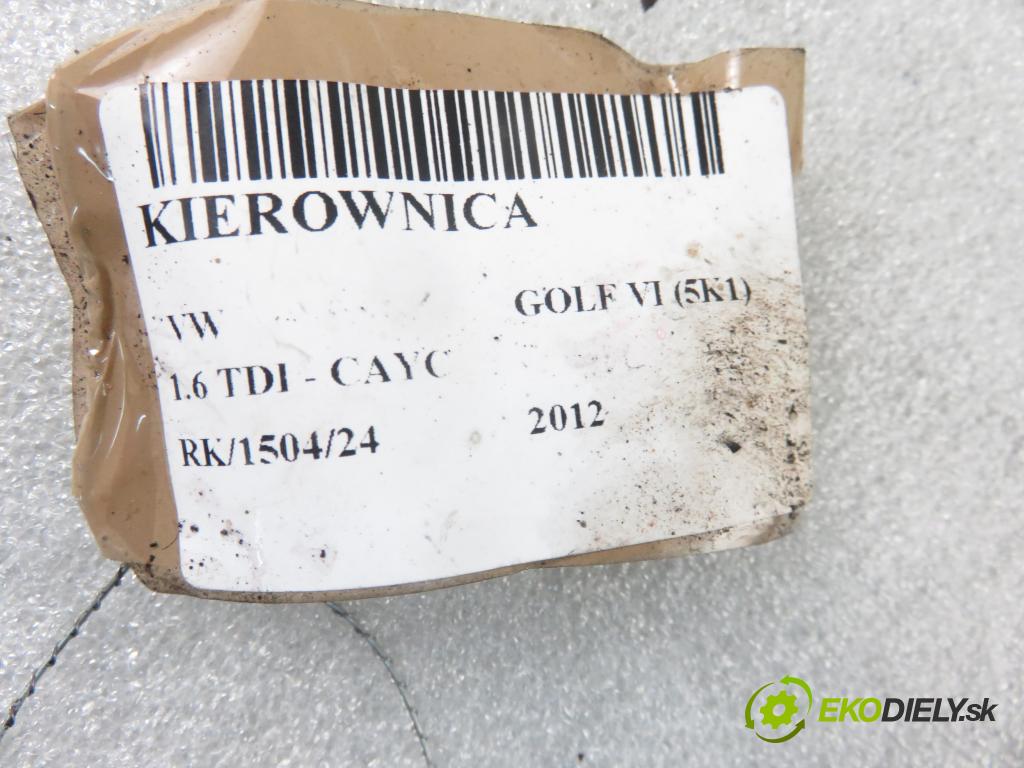 KIEROWNICA
VW GOLF VI (5K1)
1.6 TDI - CAYC
RK/1504/24 2012
EKODIELY.sk